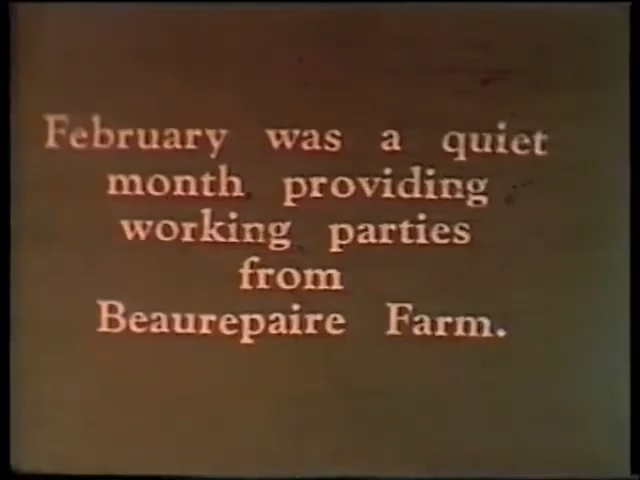 February was a quiet
month providing
working parties
from
Beaurepaire Farm.